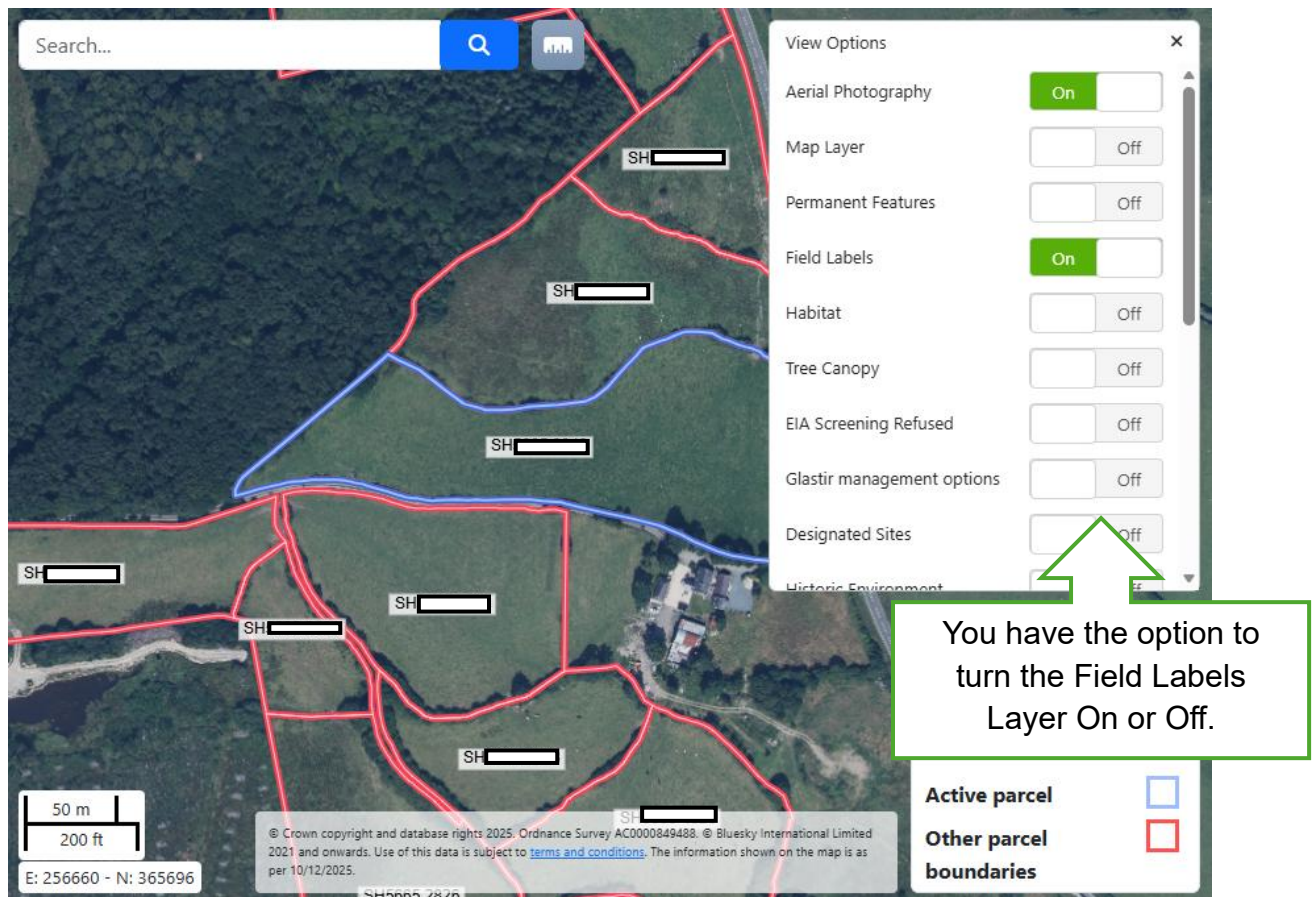 Search...
View Options
×
Aerial Photography
On
Map Layer
Off
Permanent Features
Off
Field Labels
On
Habitat
Off
Tree Canopy
Off
EIA Screening Refused
Off
Glastir management options
Off
Designated Sites
Off
Historic Environment
SH
SH
SH
SH
SH
SH
SH
SH
You have the option to
turn the Field Labels
Layer On or Off.
Active parcel
Other parcel
boundaries
50 m
200 ft
E: 256660 - N: 365696
© Crown copyright and database rights 2025. Ordnance Survey AC0000849488. © Bluesky International Limited
2021 and onwards. Use of this data is subject to terms and conditions. The information shown on the map is as
per 10/12/2025.
SH5665 2826